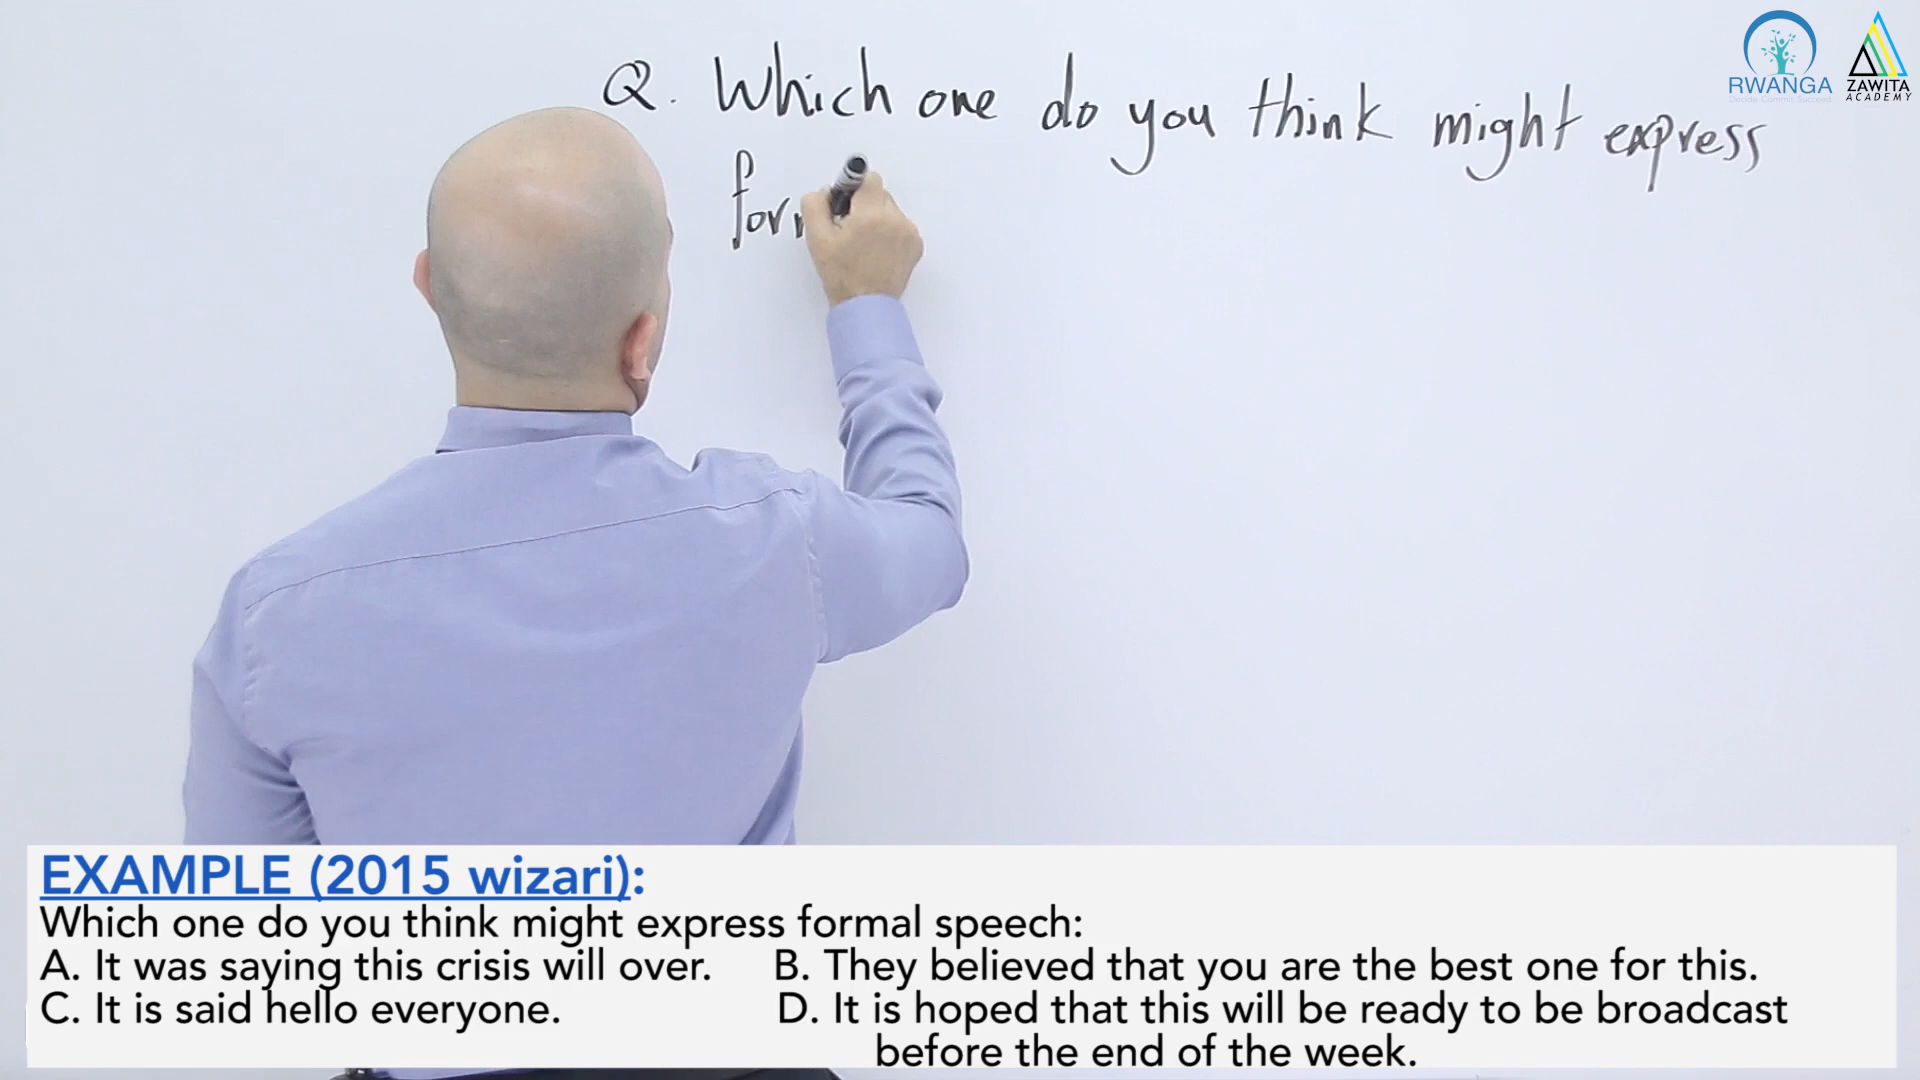 Q. Which one do you think might express
for
RWANGA
Decide. Commit. Succeed.
ZAWITA
ACADEMY
EXAMPLE (2015 wizari):
Which one do you think might express formal speech:
A. It was saying this crisis will over. B. They believed that you are the best one for this.
C. It is said hello everyone. D. It is hoped that this will be ready to be broadcast
before the end of the week.